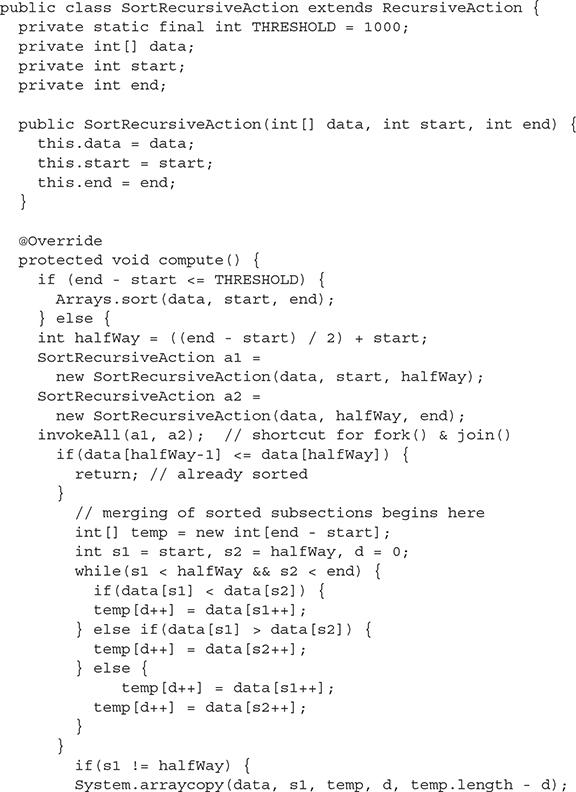 public class SortRecursiveAction extends RecursiveAction {
  private static final int THRESHOLD = 1000;
  private int[] data;
  private int start;
  private int end;

  public SortRecursiveAction(int[] data, int start, int end) {
    this.data = data;
    this.start = start;
    this.end = end;
  }

  @Override
  protected void compute() {
    if (end - start <= THRESHOLD) {
      Arrays.sort(data, start, end);
    } else {
    int halfWay = ((end - start) / 2) + start;
    SortRecursiveAction a1 =
      new SortRecursiveAction(data, start, halfWay);
    SortRecursiveAction a2 =
      new SortRecursiveAction(data, halfWay, end);
    invokeAll(a1, a2);  // shortcut for fork() & join()
      if(data[halfWay-1] <= data[halfWay]) {
        return; // already sorted
      }
        // merging of sorted subsections begins here
        int[] temp = new int[end - start];
        int s1 = start, s2 = halfWay, d = 0;
        while(s1 < halfWay && s2 < end) {
          if(data[s1] < data[s2]) {
          temp[d++] = data[s1++];
        } else if(data[s1] > data[s2]) {
          temp[d++] = data[s2++];
        } else {
             temp[d++] = data[s1++];
          temp[d++] = data[s2++];
        }
      }
        if(s1 != halfWay) {
        System.arraycopy(data, s1, temp, d, temp.length - d);